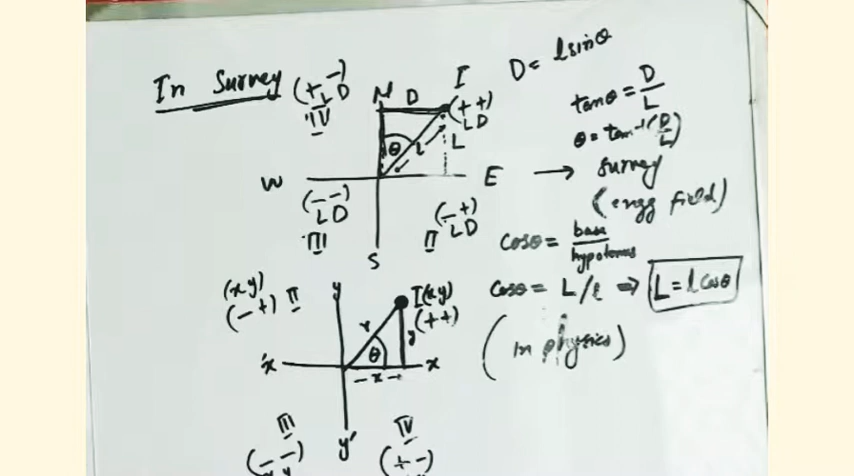 In Survey
(+ -)
L D
IV
N
D
I
(+ +)
L D
D = l sinθ
tanθ = D/L
θ = tan⁻¹(D/L)
θ
l
L
W
E
→ survey
(engg field)
(- -)
L D
III
(- +)
L D
II
S
cosθ = base/hypotenus
cosθ = L/l ⇒ L = l cosθ
(in physics)
(x y)
(- +) II
y
I(x y)
(+ +)
r
y
θ
x'
- x -
x
III
(- -)
y'
IV
(+ -)